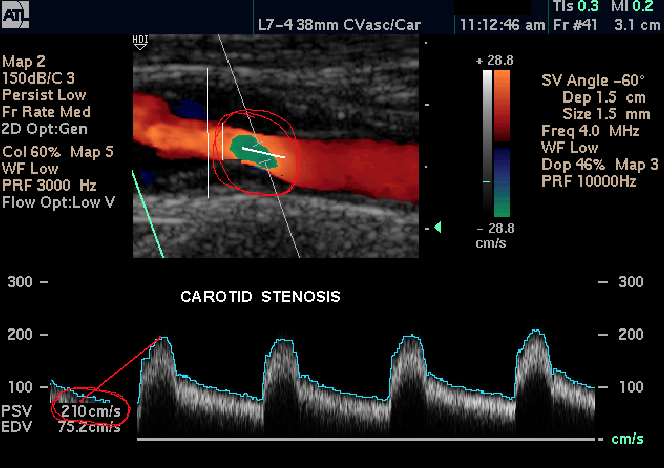 ATL
L7-4 38mm CVasc/Car
11:12:46 am
TIs 0.3 MI 0.2
Fr #41 3.1 cm
HDI
Map 2
150dB/C 3
Persist Low
Fr Rate Med
2D Opt:Gen
Col 60% Map 5
WF Low
PRF 3000 Hz
Flow Opt:Low V
+ 28.8
- 28.8
cm/s
SV Angle -60°
Dep 1.5 cm
Size 1.5 mm
Freq 4.0 MHz
WF Low
Dop 46% Map 3
PRF 10000Hz
CAROTID STENOSIS
300
200
100
PSV 210cm/s
EDV 75.2cm/s
300
200
100
cm/s